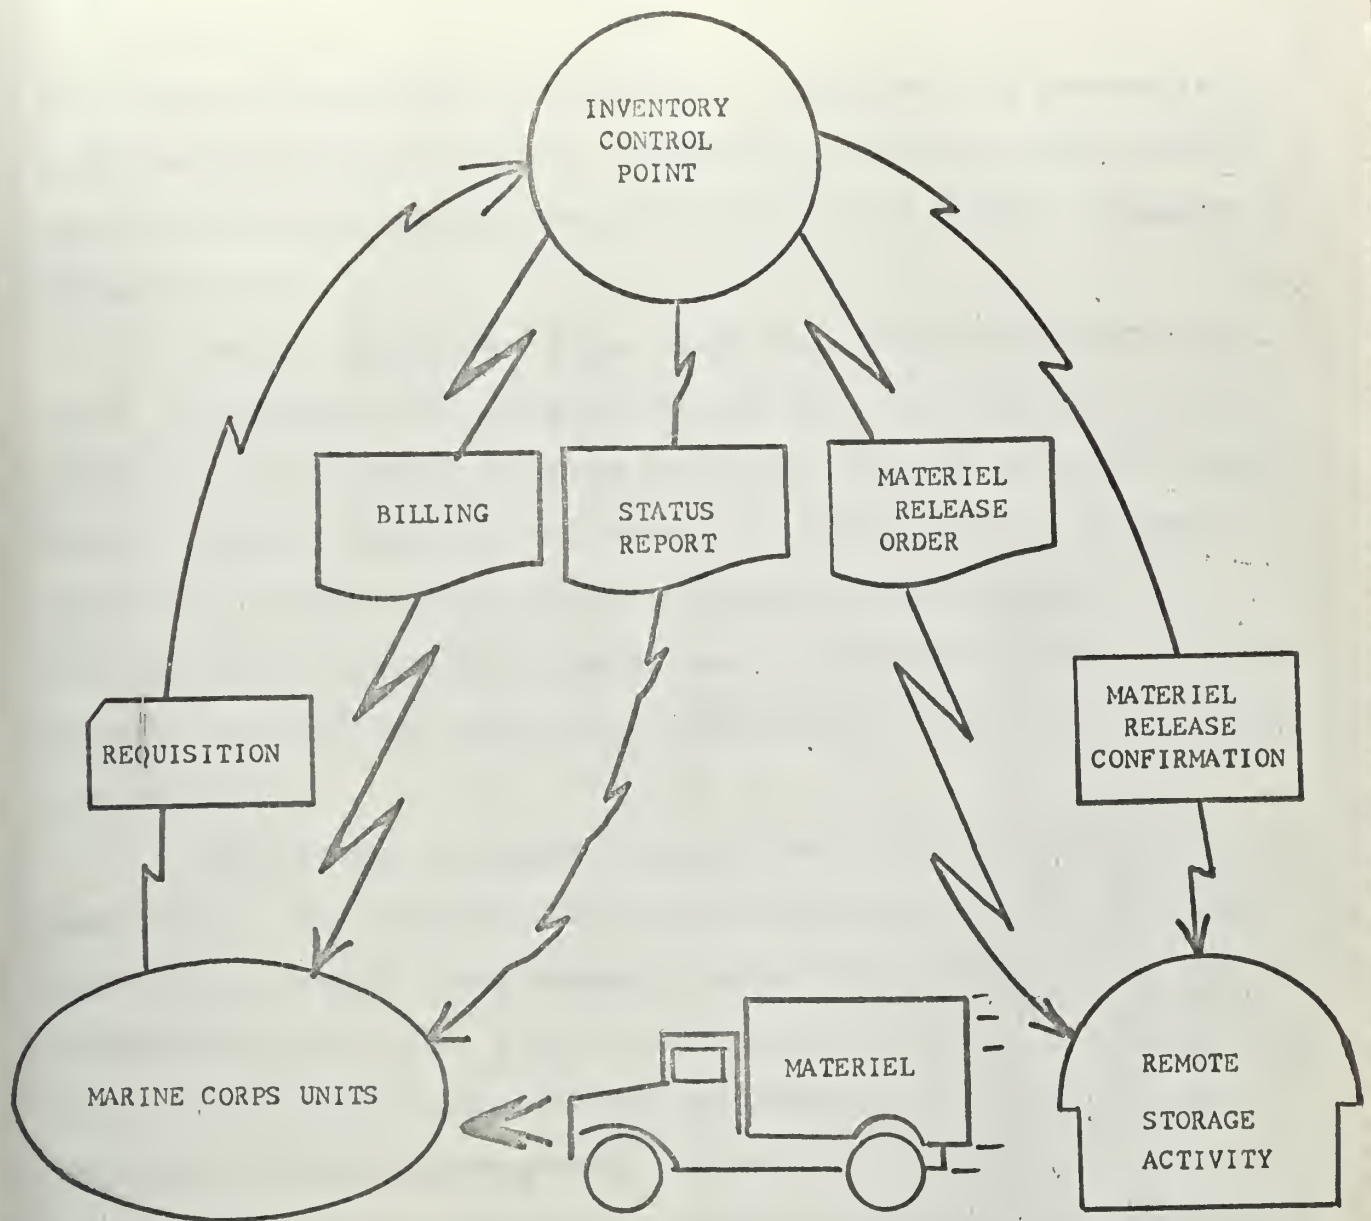 INVENTORY
CONTROL
POINT
BILLING
STATUS
REPORT
MATERIEL
RELEASE
ORDER
REQUISITION
MATERIEL
RELEASE
CONFIRMATION
MARINE CORPS UNITS
MATERIEL
REMOTE
STORAGE
ACTIVITY